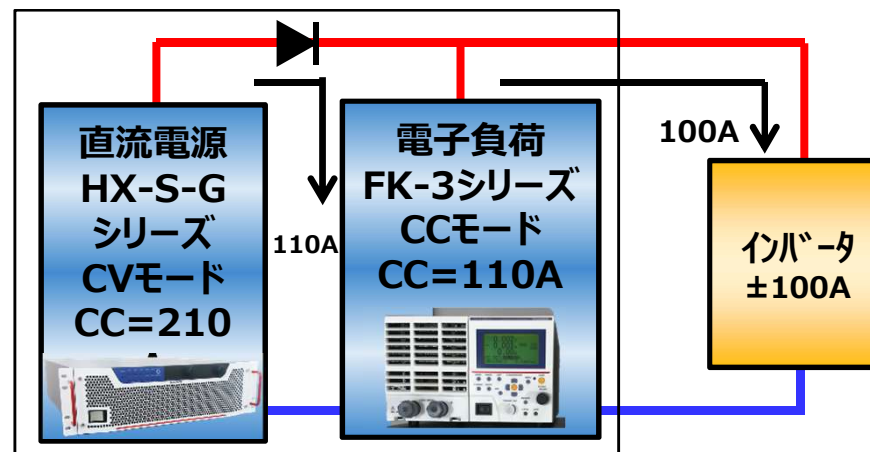 直流電源
HX-S-G
シリーズ
CVモード
CC=210
110A
電子負荷
FK-3シリーズ
CCモード
CC=110A
100A
インバータ
±100A